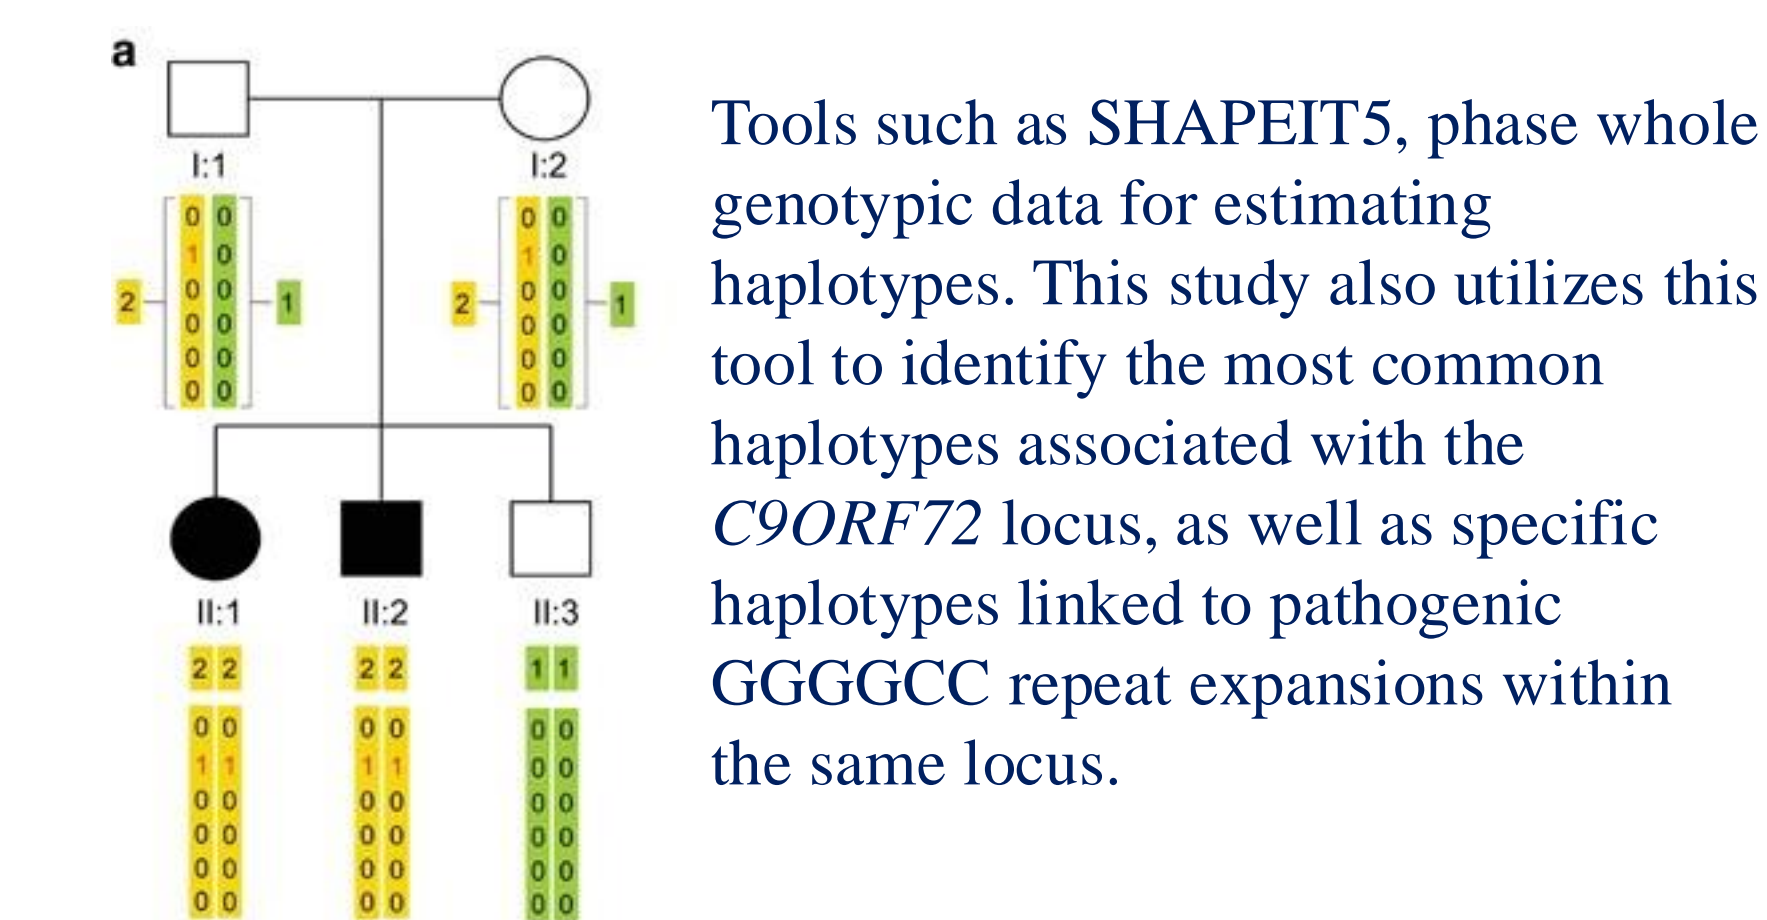 a
I:1
I:2
0 0
1 0
0 0
0 0
0 0
0 0
2
1
0 0
1 0
0 0
0 0
0 0
0 0
2
1
II:1
II:2
II:3
2 2
2 2
1 1
0 0
1 1
0 0
0 0
0 0
0 0
0 0
1 1
0 0
0 0
0 0
0 0
0 0
0 0
0 0
0 0
0 0
0 0
Tools such as SHAPEIT5, phase whole
genotypic data for estimating
haplotypes. This study also utilizes this
tool to identify the most common
haplotypes associated with the
C9ORF72 locus, as well as specific
haplotypes linked to pathogenic
GGGGCC repeat expansions within
the same locus.